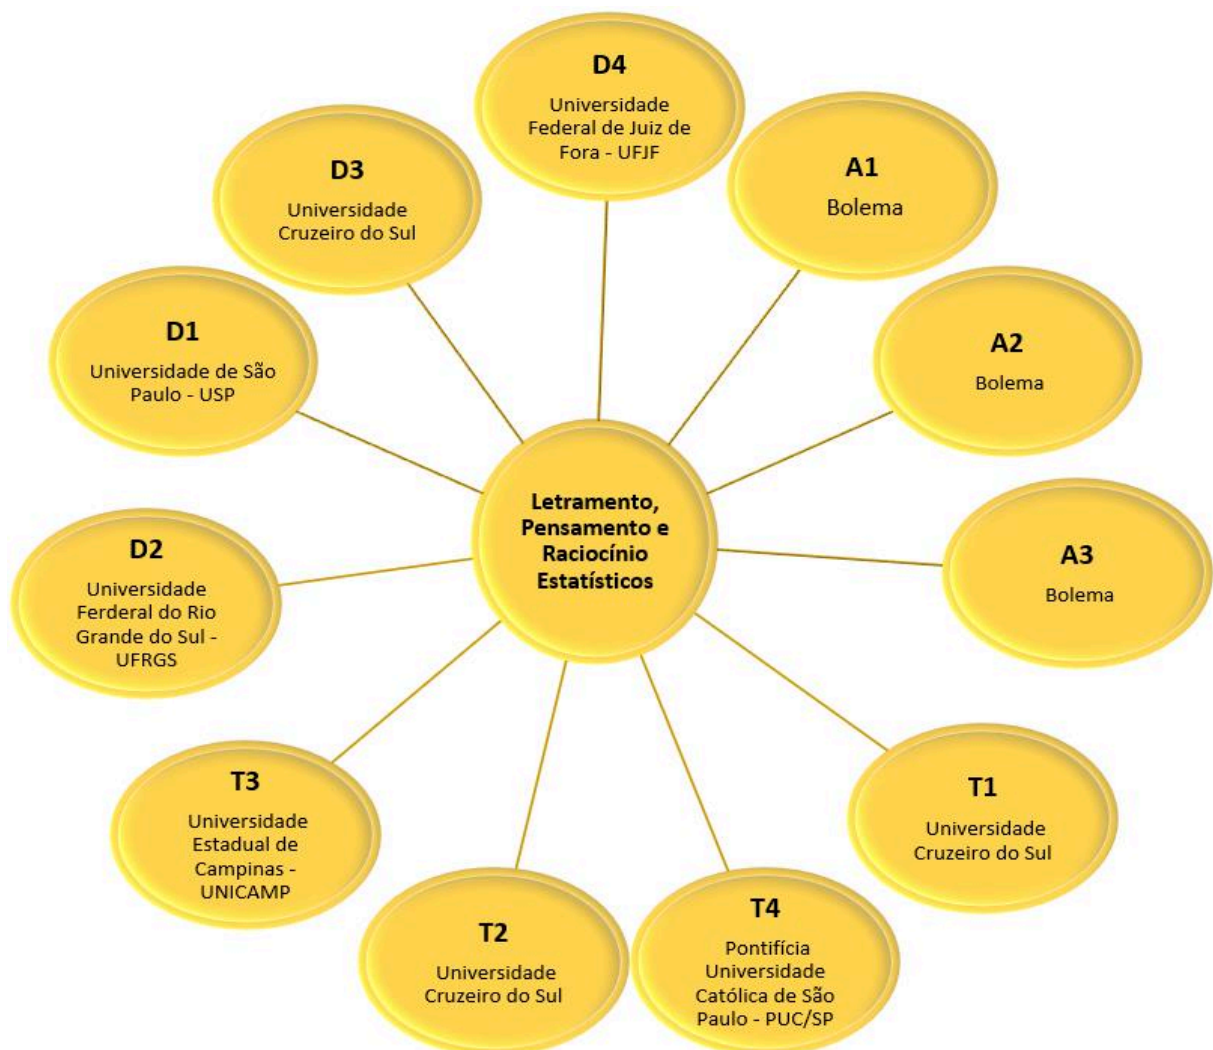 D4
Universidade
Federal de Juiz de
Fora - UFJF
A1
Bolema
A2
Bolema
A3
Bolema
T1
Universidade
Cruzeiro do Sul
T4
Pontifícia
Universidade
Católica de São
Paulo - PUC/SP
T2
Universidade
Cruzeiro do Sul
T3
Universidade
Estadual de
Campinas -
UNICAMP
D2
Universidade
Ferderal do Rio
Grande do Sul -
UFRGS
D1
Universidade de São
Paulo - USP
D3
Universidade
Cruzeiro do Sul
Letramento,
Pensamento e
Raciocínio
Estatísticos